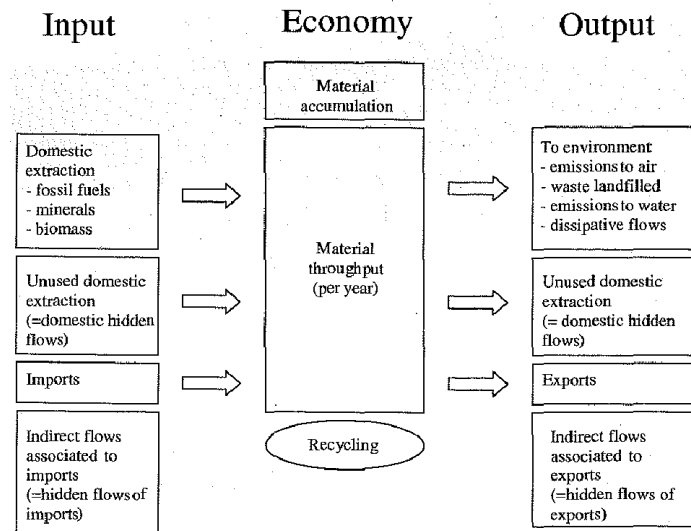 Input
Economy
Output
Material
accumulation
Domestic
extraction
- fossil fuels
- minerals
- biomass
Material
throughput
(per year)
To environment
- emissions to air
- waste landfilled
- emissions to water
- dissipative flows
Unused domestic
extraction
(=domestic hidden
flows)
Unused domestic
extraction
(= domestic hidden
flows)
Imports
Exports
Recycling
Indirect flows
associated to
imports
(=hidden flows of
imports)
Indirect flows
associated to
exports
(=hidden flows of
exports)